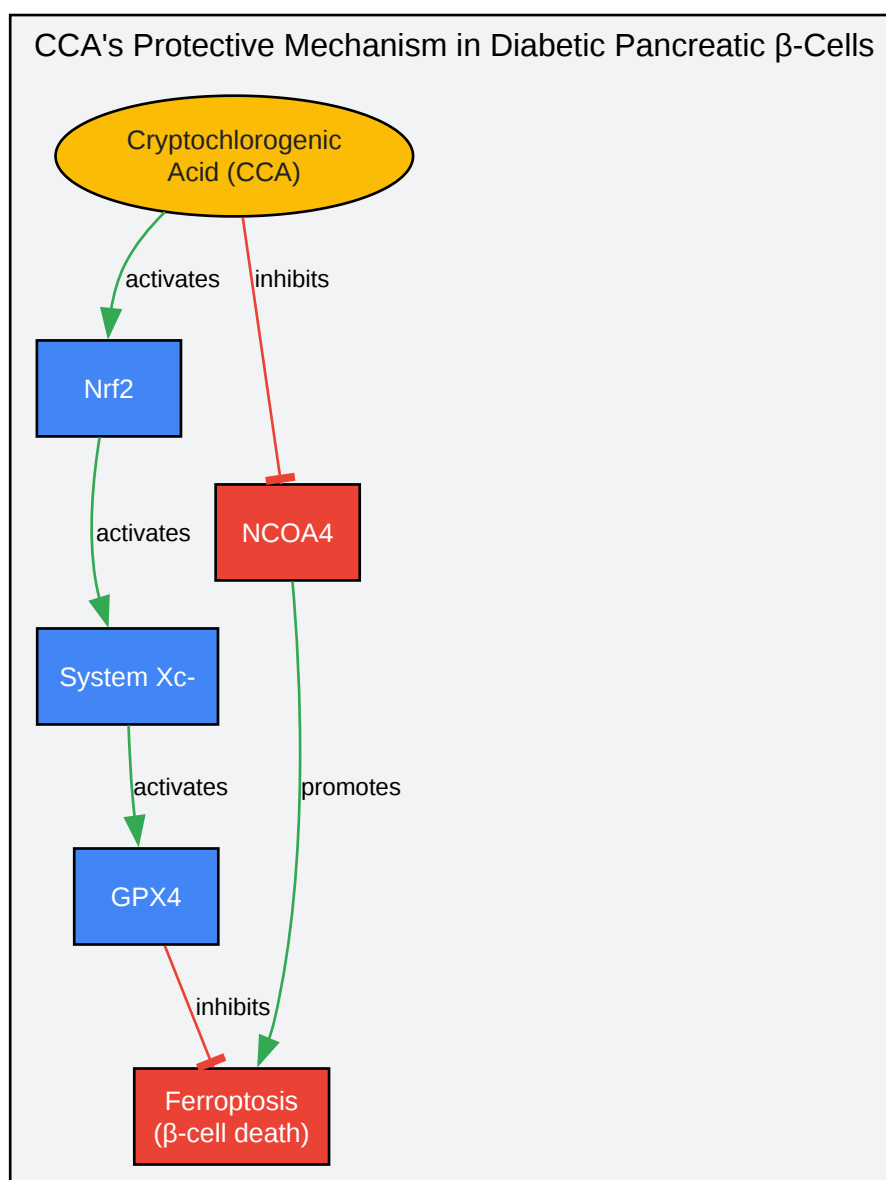 CCA's Protective Mechanism in Diabetic Pancreatic β-Cells
Cryptochlorogenic
Acid (CCA)
activates
inhibits
Nrf2
activates
NCOA4
System Xc-
activates
promotes
GPX4
inhibits
Ferroptosis
(β-cell death)